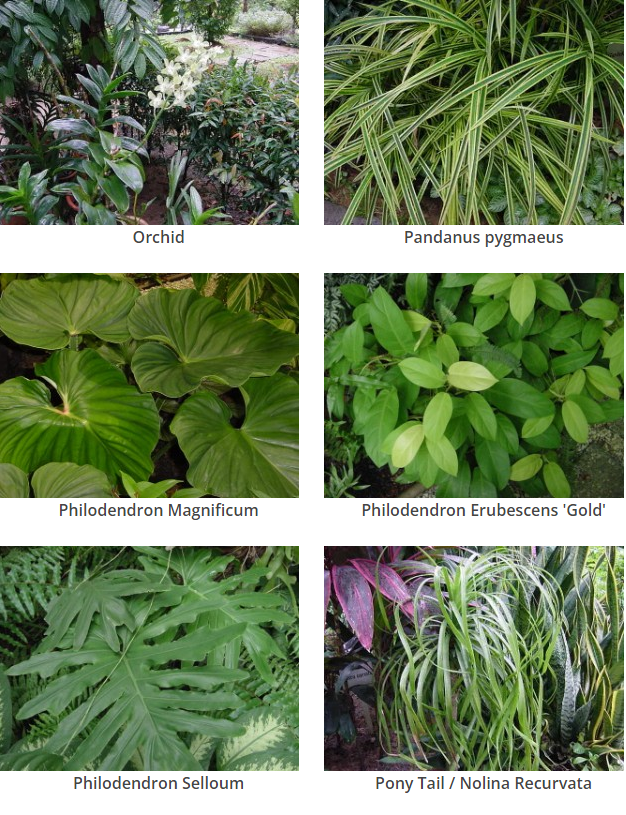 Orchid
Pandanus pygmaeus
Philodendron Magnificum
Philodendron Erubescens 'Gold'
Philodendron Selloum
Pony Tail / Nolina Recurvata